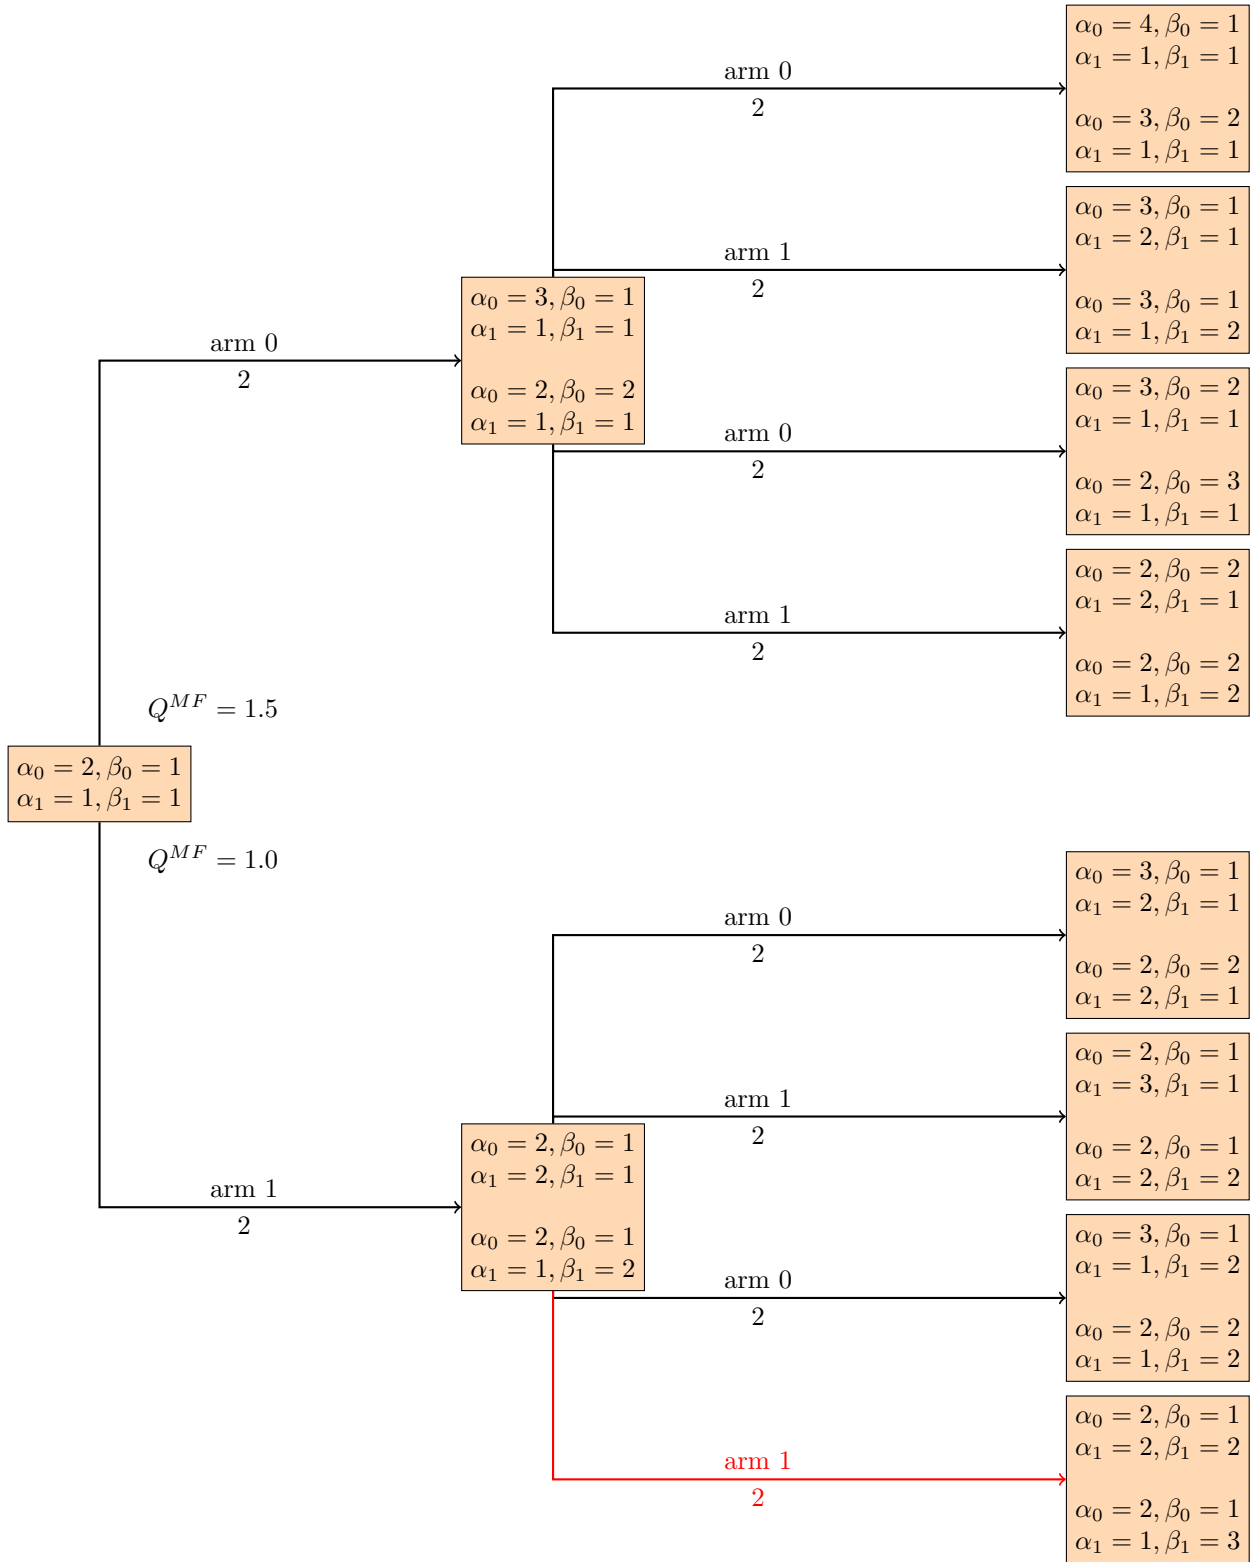 α₀ = 4, β₀ = 1
α₁ = 1, β₁ = 1
α₀ = 3, β₀ = 2
α₁ = 1, β₁ = 1
arm 0
2
α₀ = 3, β₀ = 1
α₁ = 2, β₁ = 1
α₀ = 3, β₀ = 1
α₁ = 1, β₁ = 2
arm 1
2
α₀ = 3, β₀ = 1
α₁ = 1, β₁ = 1
α₀ = 2, β₀ = 2
α₁ = 1, β₁ = 1
arm 0
2
α₀ = 3, β₀ = 2
α₁ = 1, β₁ = 1
α₀ = 2, β₀ = 3
α₁ = 1, β₁ = 1
arm 0
2
α₀ = 2, β₀ = 2
α₁ = 2, β₁ = 1
α₀ = 2, β₀ = 2
α₁ = 1, β₁ = 2
arm 1
2
Q^{MF} = 1.5
α₀ = 2, β₀ = 1
α₁ = 1, β₁ = 1
Q^{MF} = 1.0
α₀ = 3, β₀ = 1
α₁ = 2, β₁ = 1
α₀ = 2, β₀ = 2
α₁ = 2, β₁ = 1
arm 0
2
α₀ = 2, β₀ = 1
α₁ = 3, β₁ = 1
α₀ = 2, β₀ = 1
α₁ = 2, β₁ = 2
arm 1
2
α₀ = 2, β₀ = 1
α₁ = 2, β₁ = 1
α₀ = 2, β₀ = 1
α₁ = 1, β₁ = 2
arm 1
2
α₀ = 3, β₀ = 1
α₁ = 1, β₁ = 2
α₀ = 2, β₀ = 2
α₁ = 1, β₁ = 2
arm 0
2
α₀ = 2, β₀ = 1
α₁ = 2, β₁ = 2
α₀ = 2, β₀ = 1
α₁ = 1, β₁ = 3
arm 1
2